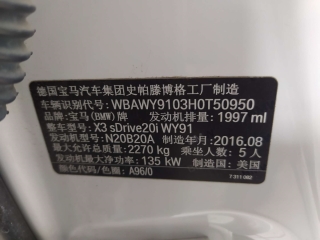 德国宝马汽车集团史帕滕博格工厂制造
车辆识别代号: WBAWY9103H0T50950
品牌: 宝马(BMW)牌 发动机排量: 1997 ml
整车型号: X3 sDrive20i WY91
发动机型号: N20B20A 制造年月: 2016.08
最大允许总质量: 2270 kg 乘坐人数: 5 人
发动机最大净功率: 135 kW 制造国: 美国
颜色代号/色圈: A96/0
7 311 082